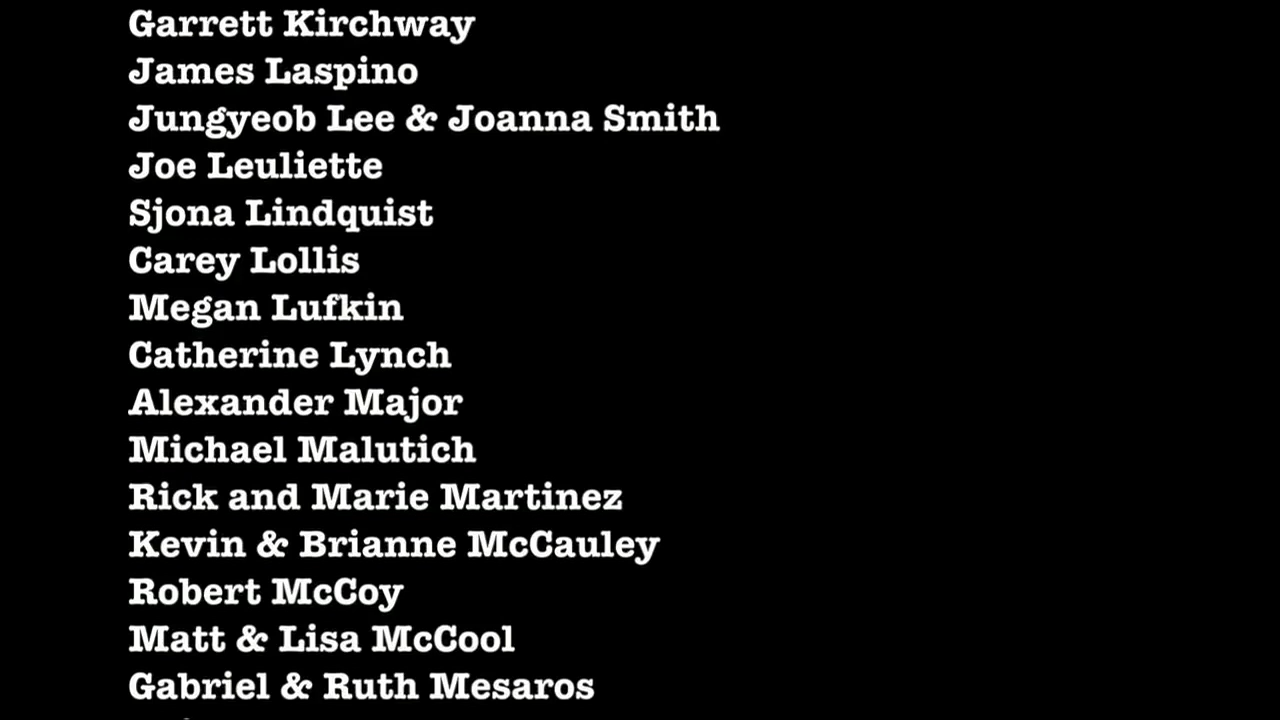 Garrett Kirchway
James Laspino
Jungyeob Lee & Joanna Smith
Joe Leuliette
Sjona Lindquist
Carey Lollis
Megan Lufkin
Catherine Lynch
Alexander Major
Michael Malutich
Rick and Marie Martinez
Kevin & Brianne McCauley
Robert McCoy
Matt & Lisa McCool
Gabriel & Ruth Mesaros